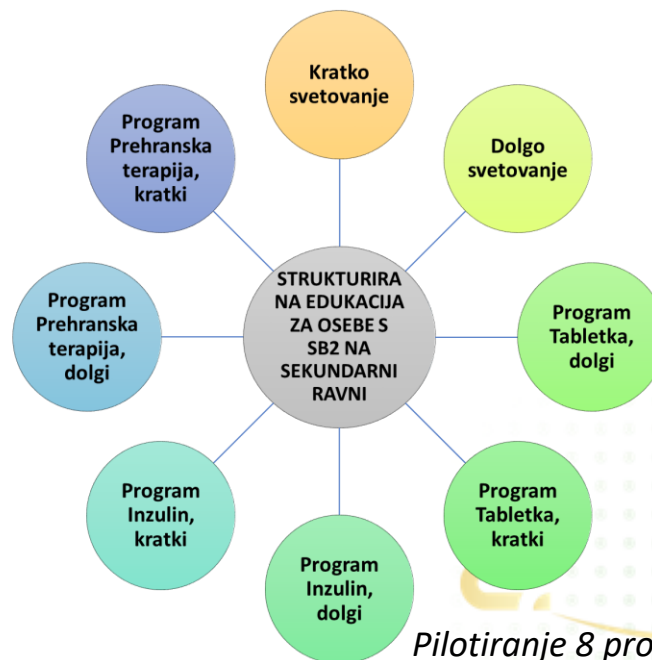 Kratko
svetovanje
Dolgo
svetovanje
Program
Tabletka,
dolgi
Program
Tabletka,
kratki
Program
Inzulin,
dolgi
Program
Inzulin,
kratki
Program
Prehranska
terapija,
dolgi
Program
Prehranska
terapija,
kratki
STRUKTURIRA
NA EDUKACIJA
ZA OSEBE S
SB2 NA
SEKUNDARNI
RAVNI
Pilotiranje 8 pro